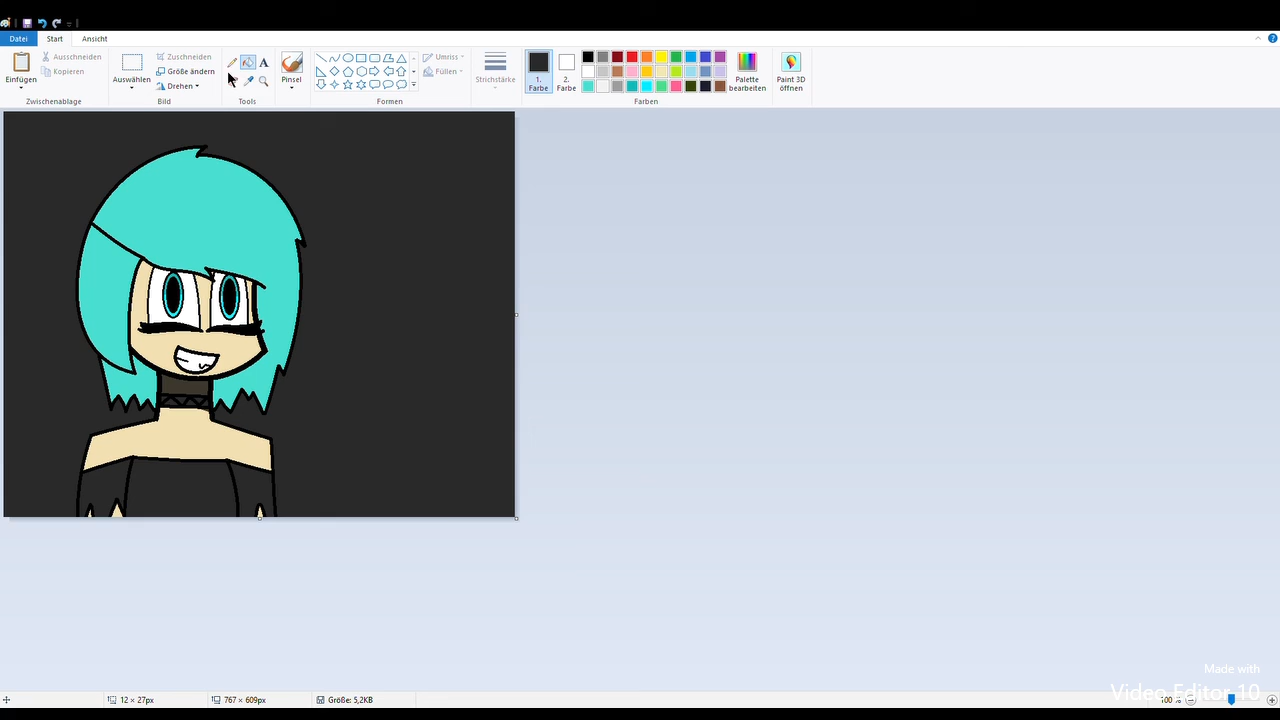 Datei Start Ansicht
Einfügen
Ausschneiden
Kopieren
Zwischenablage
Auswählen
Zuschneiden
Größe ändern
Drehen
Bild
A
Tools
Pinsel
Formen
Umriss
Füllen
Strichstärke
1. Farbe
2. Farbe
Palette bearbeiten
Farben
Paint 3D öffnen
Made with
Video Editor 10
12 × 27px 767 × 609px Größe: 5,2KB 100 %